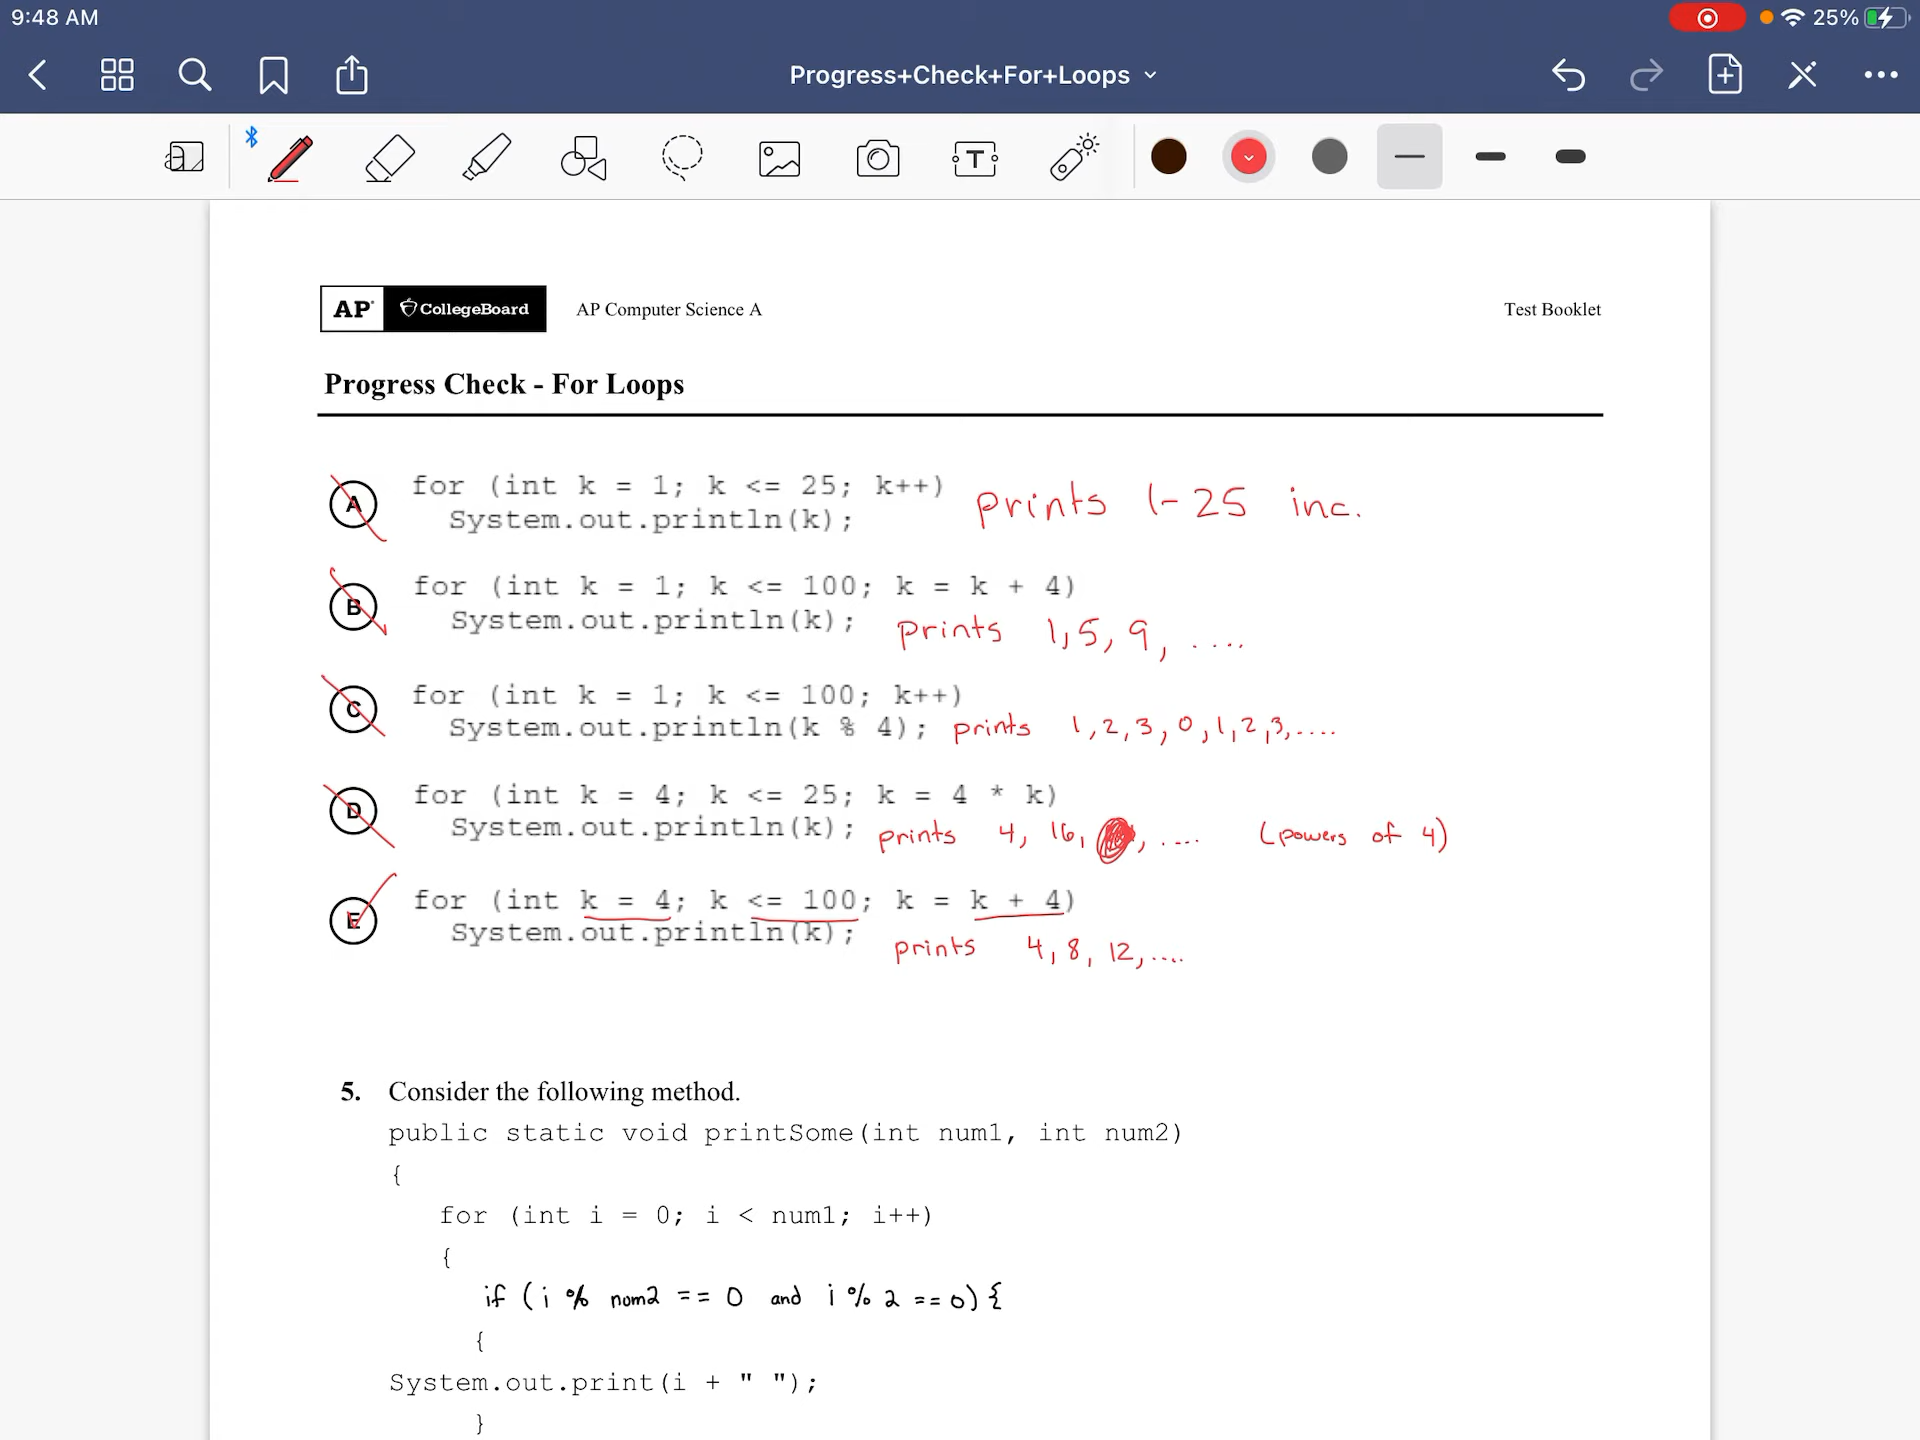 9:48 AM
25%
Progress+Check+For+Loops
AP CollegeBoard AP Computer Science A Test Booklet
Progress Check - For Loops
A for (int k = 1; k <= 25; k++)
System.out.println(k); prints 1-25 inc.
B for (int k = 1; k <= 100; k = k + 4)
System.out.println(k); prints 1, 5, 9, ....
C for (int k = 1; k <= 100; k++)
System.out.println(k % 4); prints 1, 2, 3, 0, 1, 2, 3, ....
D for (int k = 4; k <= 25; k = 4 * k)
System.out.println(k); prints 4, 16, , .... (powers of 4)
E for (int k = 4; k <= 100; k = k + 4)
System.out.println(k); prints 4, 8, 12, ....
5. Consider the following method.
public static void printSome(int num1, int num2)
{
for (int i = 0; i < num1; i++)
{
if (i % num2 == 0 and i % 2 == 0) {
{
System.out.print(i + " ");
}